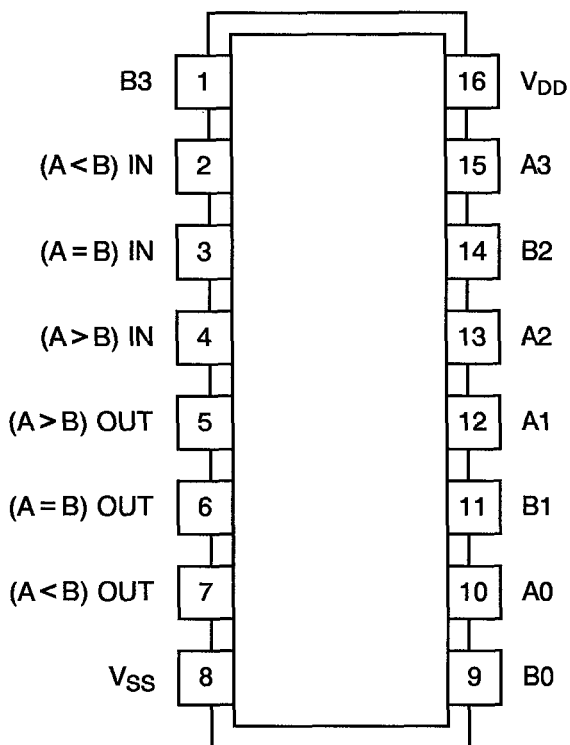 B3 1 16 VDD
(A<B) IN 2 15 A3
(A=B) IN 3 14 B2
(A>B) IN 4 13 A2
(A>B) OUT 5 12 A1
(A=B) OUT 6 11 B1
(A<B) OUT 7 10 A0
VSS 8 9 B0